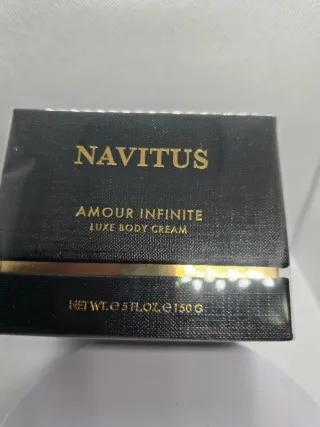 NAVITUS
AMOUR INFINITE
LUXE BODY CREAM
NET WT. ℮ 5 FL.OZ. ℮ 150 G